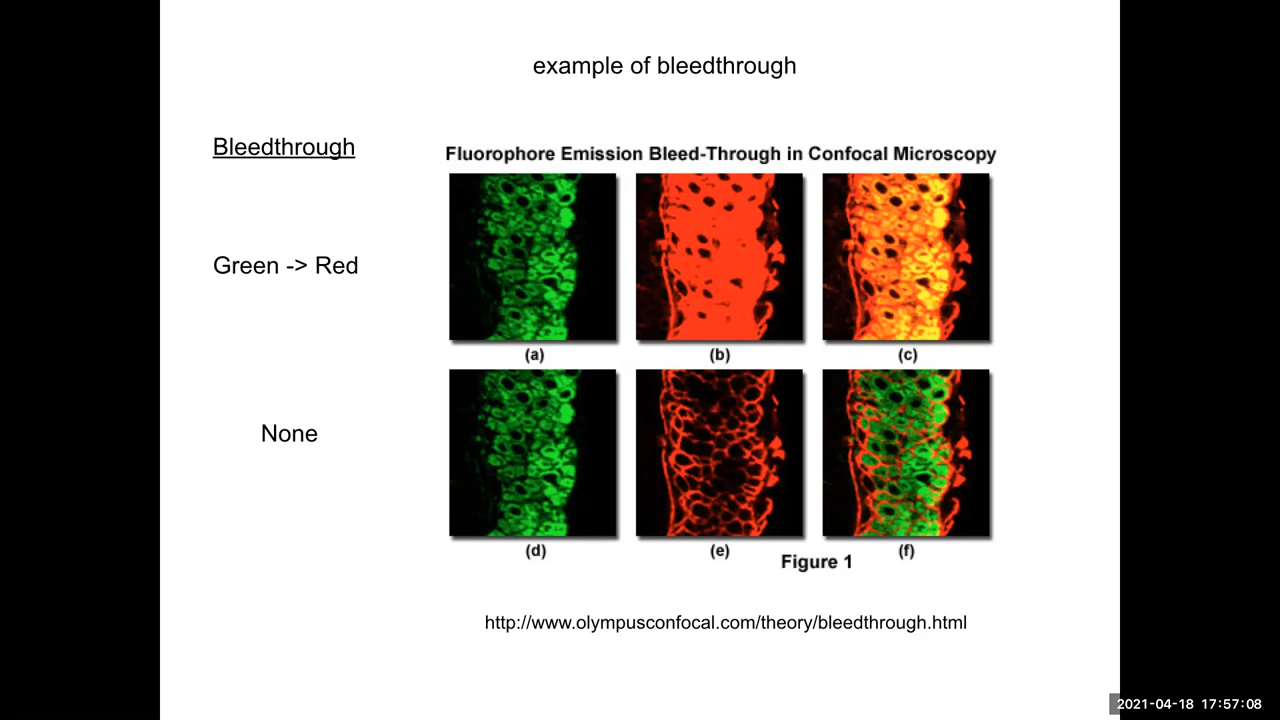 example of bleedthrough
Bleedthrough
Fluorophore Emission Bleed-Through in Confocal Microscopy
Green -> Red
(a) (b) (c)
None
(d) (e) (f)
Figure 1
http://www.olympusconfocal.com/theory/bleedthrough.html
2021-04-18 17:57:08